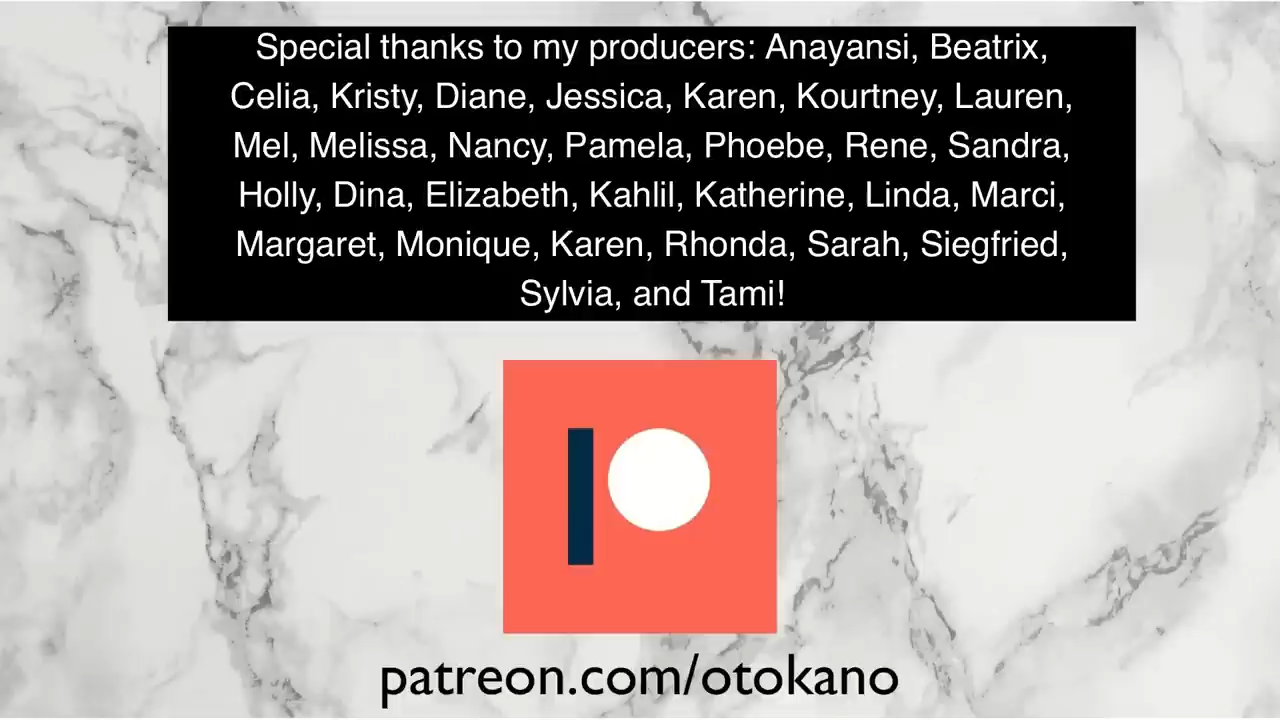 Special thanks to my producers: Anayansi, Beatrix,
Celia, Kristy, Diane, Jessica, Karen, Kourtney, Lauren,
Mel, Melissa, Nancy, Pamela, Phoebe, Rene, Sandra,
Holly, Dina, Elizabeth, Kahlil, Katherine, Linda, Marci,
Margaret, Monique, Karen, Rhonda, Sarah, Siegfried,
Sylvia, and Tami!
patreon.com/otokano